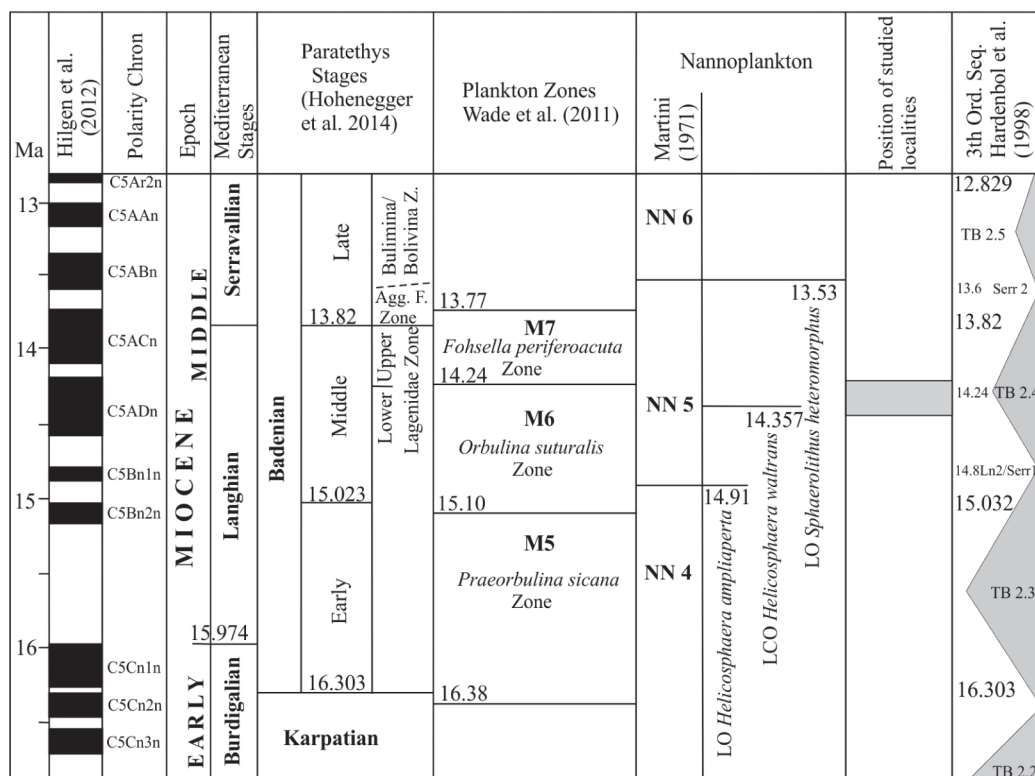 Ma
Hilgen et al.
(2012)
Polarity Chron
Epoch
Mediterranean
Stages
Paratethys
Stages
(Hohenegger
et al. 2014)
Plankton Zones
Wade et al. (2011)
Nannoplankton
Martini
(1971)
Position of studied
localities
3th Ord. Seq.
Hardenbol et al.
(1998)
13
14
15
16
C5Ar2n
C5AAn
C5ABn
C5ACn
C5ADn
C5Bn1n
C5Bn2n
C5Cn1n
C5Cn2n
C5Cn3n
MIOCENE MIDDLE
EARLY
Serravallian
Langhian
15.974
Burdigalian
Badenian
Karpatian
Late
13.82
Middle
15.023
Early
16.303
Bulimina/
Bolivina Z.
Agg. F.
Zone
Lower | Upper
Lagenidae Zone
13.77
M7
Fohsella periferoacuta
Zone
14.24
M6
Orbulina suturalis
Zone
15.10
M5
Praeorbulina sicana
Zone
16.38
NN 6
NN 5
NN 4
14.91
LO Helicosphaera ampliaperta
14.357
LCO Helicosphaera waltrans
13.53
LO Sphaerolithus heteromorphus
12.829
TB 2.5
13.6 Serr 2
13.82
14.24 TB 2.4
14.8Ln2/Serr1
15.032
TB 2.3
16.303
TB 2.2